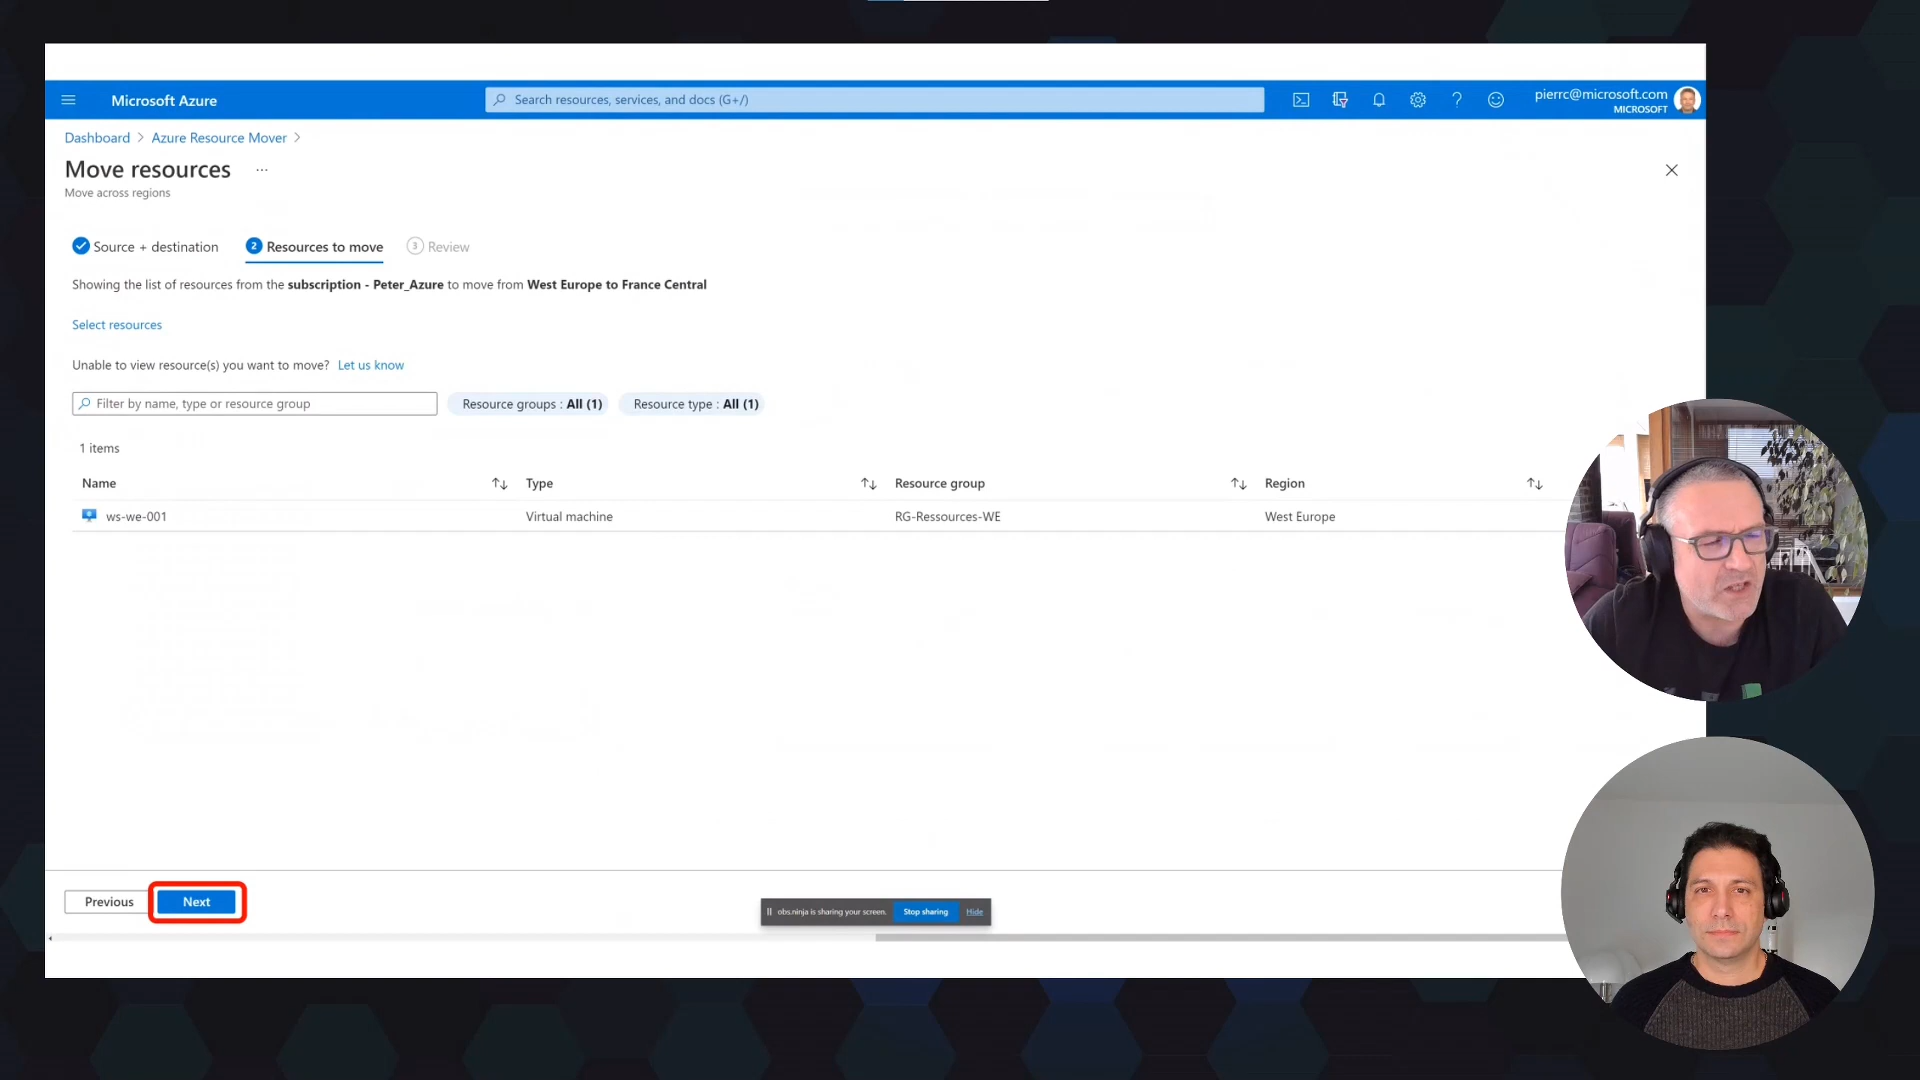 Microsoft Azure
Search resources, services, and docs (G+/)
pierrc@microsoft.com
MICROSOFT
Dashboard > Azure Resource Mover >
Move resources ...
Move across regions
Source + destination
2 Resources to move
3 Review
Showing the list of resources from the subscription - Peter_Azure to move from West Europe to France Central
Select resources
Unable to view resource(s) you want to move? Let us know
Filter by name, type or resource group
Resource groups : All (1)
Resource type : All (1)
1 items
Name
Type
Resource group
Region
ws-we-001
Virtual machine
RG-Ressources-WE
West Europe
Previous
Next
obs.ninja is sharing your screen.
Stop sharing
Hide